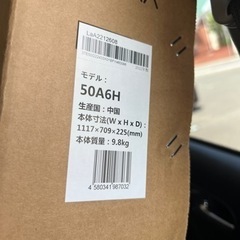 LeA2212608
モデル：
50A6H
生産国：中国
本体寸法(W x H x D)：
1117×709×225(mm)
本体質量：9.8kg
4 580341 987032